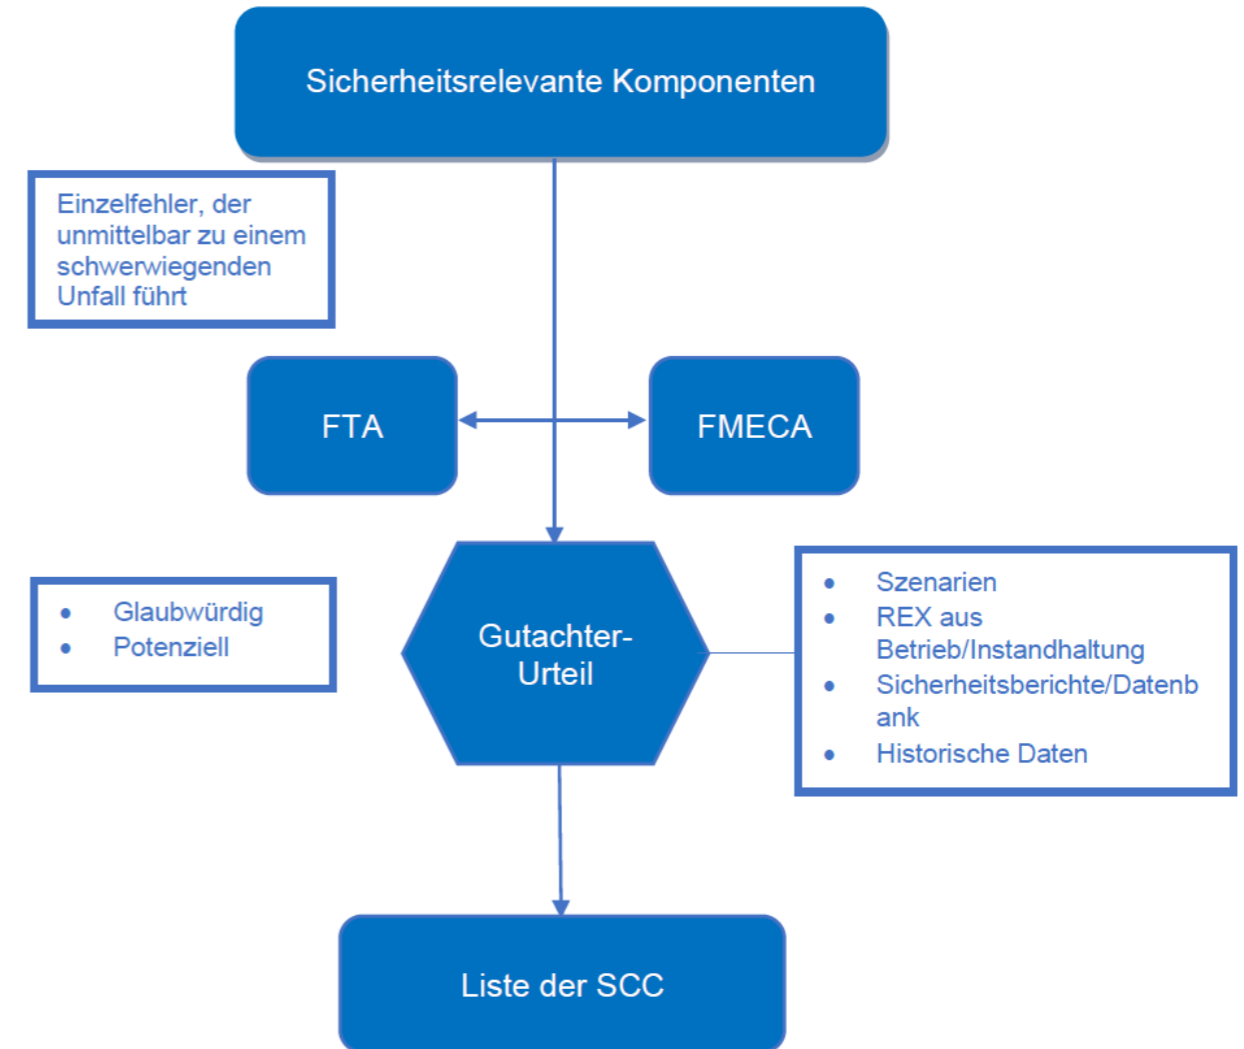 Sicherheitsrelevante Komponenten
Einzelfehler, der
unmittelbar zu einem
schwerwiegenden
Unfall führt
FTA
FMECA
• Glaubwürdig
• Potenziell
Gutachter-
Urteil
• Szenarien
• REX aus
Betrieb/Instandhaltung
• Sicherheitsberichte/Datenb
ank
• Historische Daten
Liste der SCC